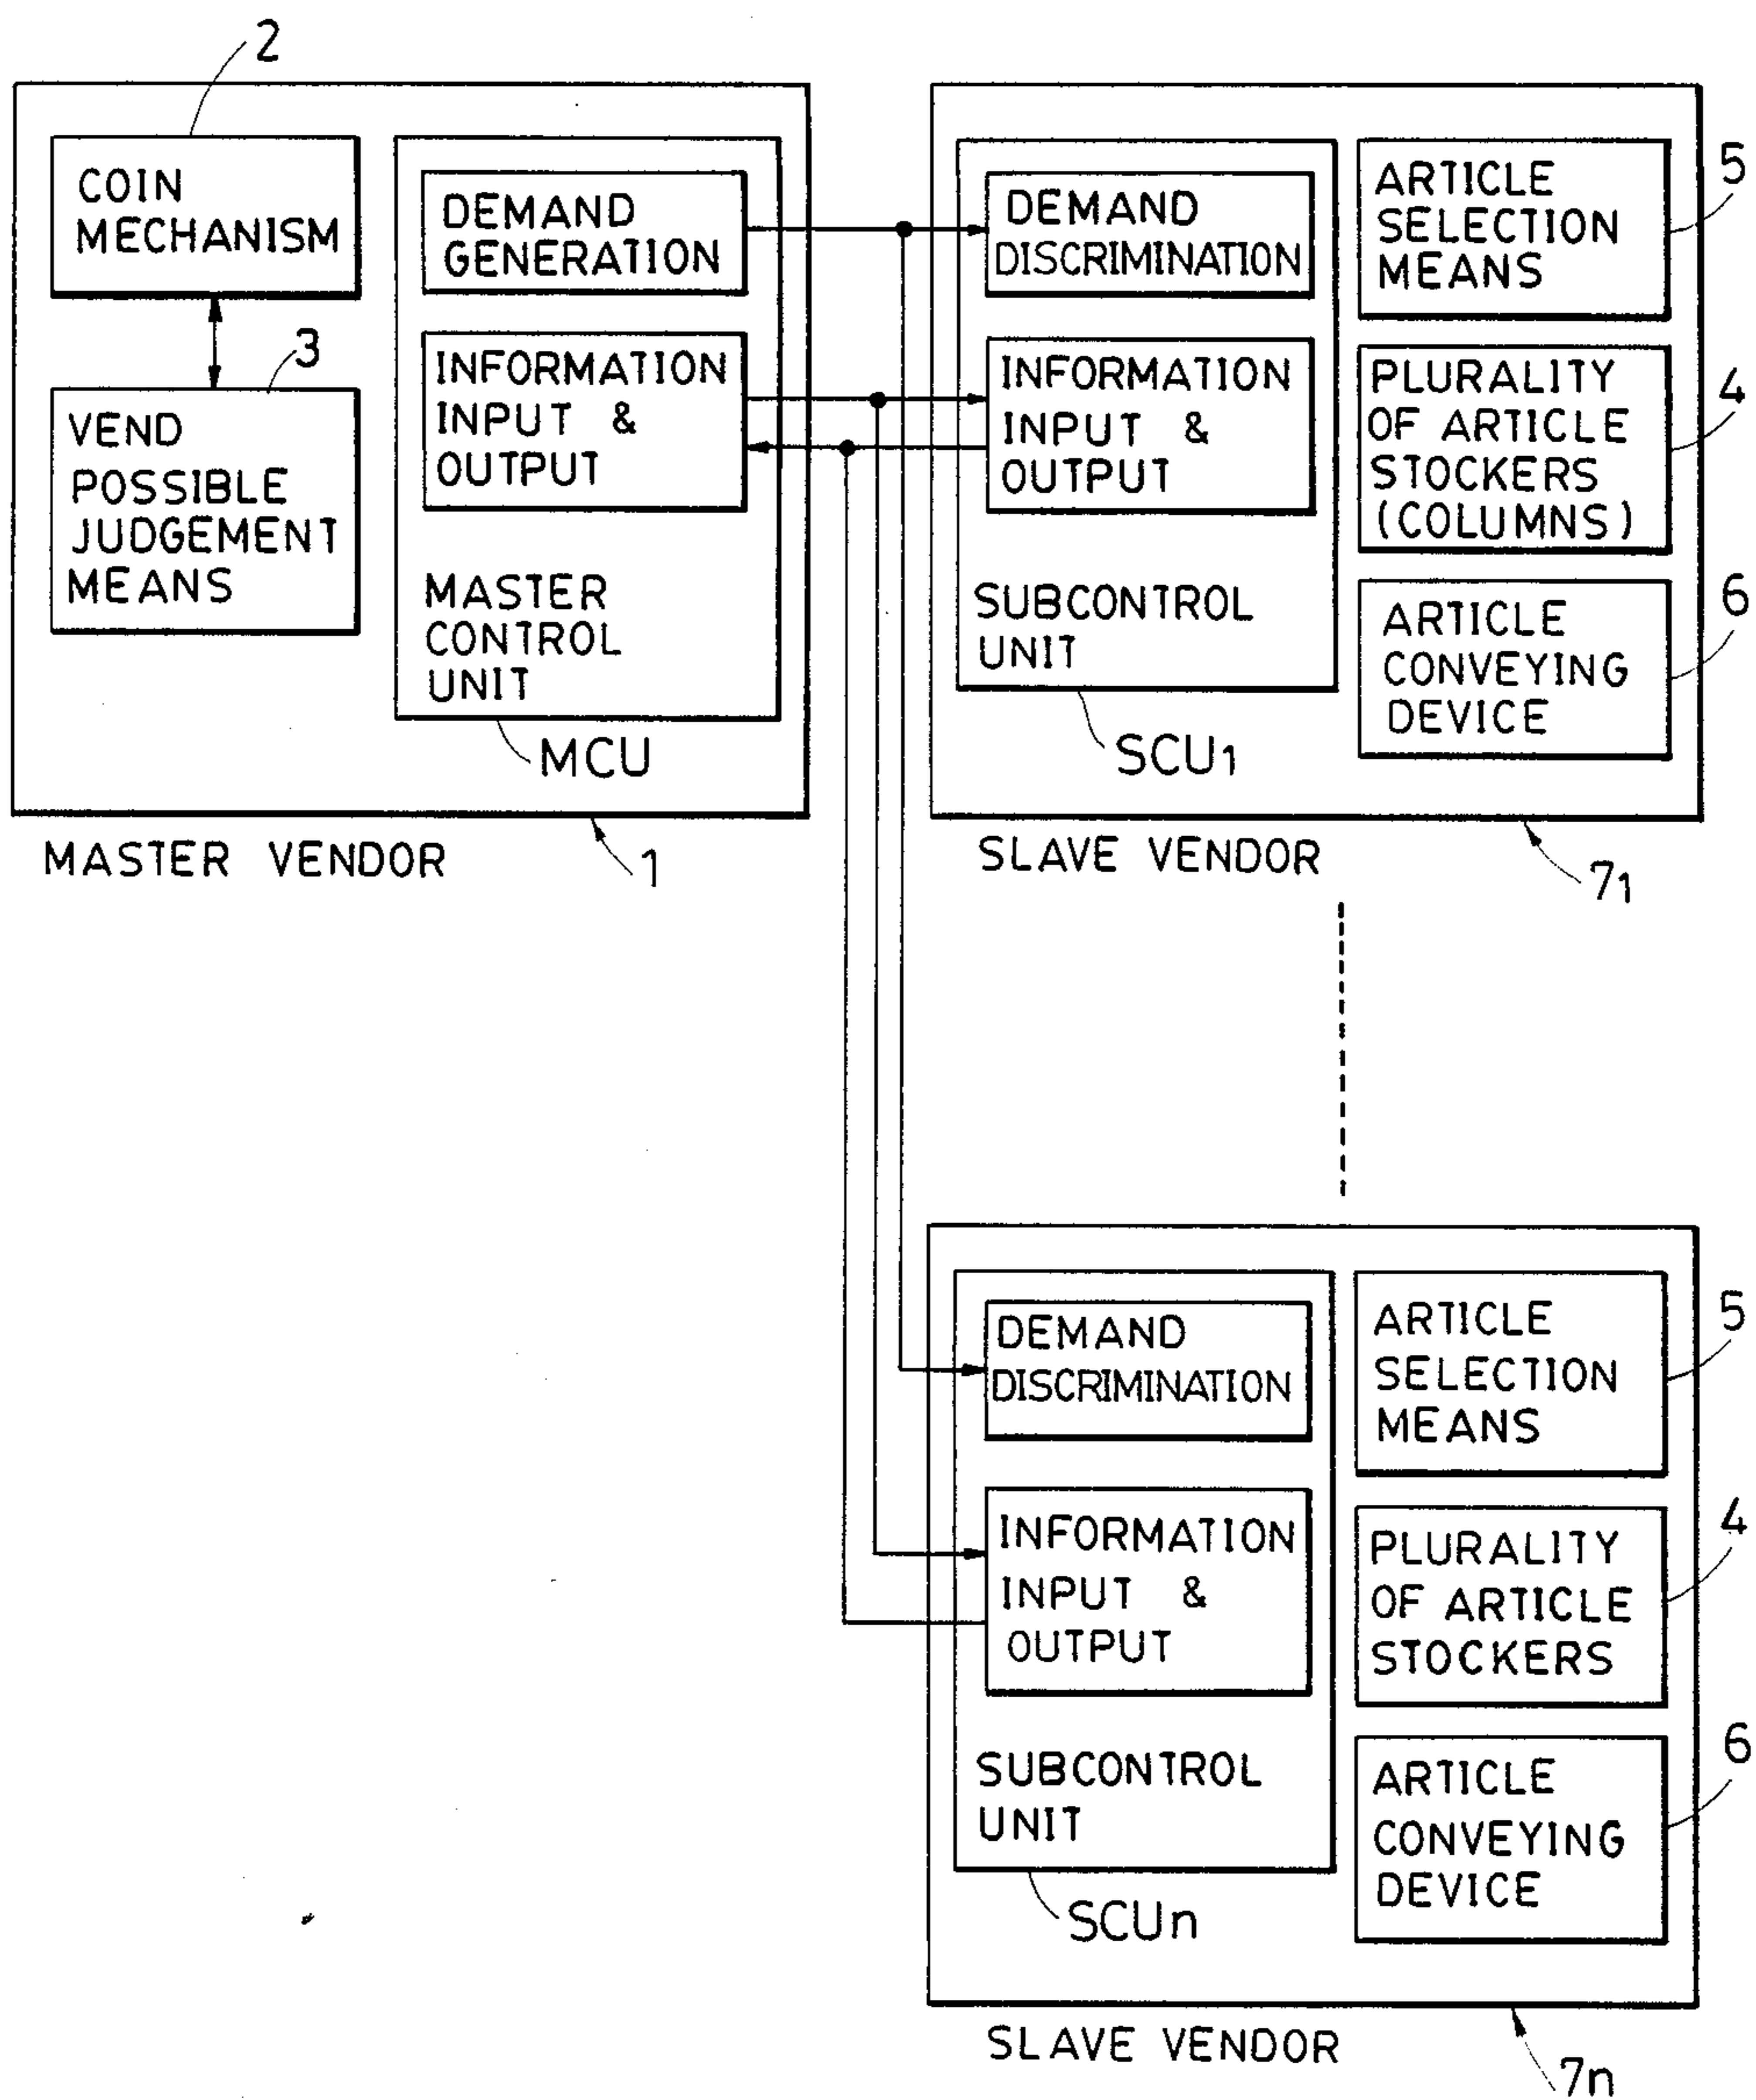 2
COIN
MECHANISM
3
VEND
POSSIBLE
JUDGEMENT
MEANS
DEMAND
GENERATION
INFORMATION
INPUT &
OUTPUT
MASTER
CONTROL
UNIT
MCU
MASTER VENDOR
1
DEMAND
DISCRIMINATION
INFORMATION
INPUT &
OUTPUT
SUBCONTROL
UNIT
SCU1
ARTICLE
SELECTION
MEANS
5
PLURALITY
OF ARTICLE
STOCKERS
(COLUMNS)
4
ARTICLE
CONVEYING
DEVICE
6
SLAVE VENDOR
71
DEMAND
DISCRIMINATION
INFORMATION
INPUT &
OUTPUT
SUBCONTROL
UNIT
SCUn
ARTICLE
SELECTION
MEANS
5
PLURALITY
OF ARTICLE
STOCKERS
4
ARTICLE
CONVEYING
DEVICE
6
SLAVE VENDOR
7n